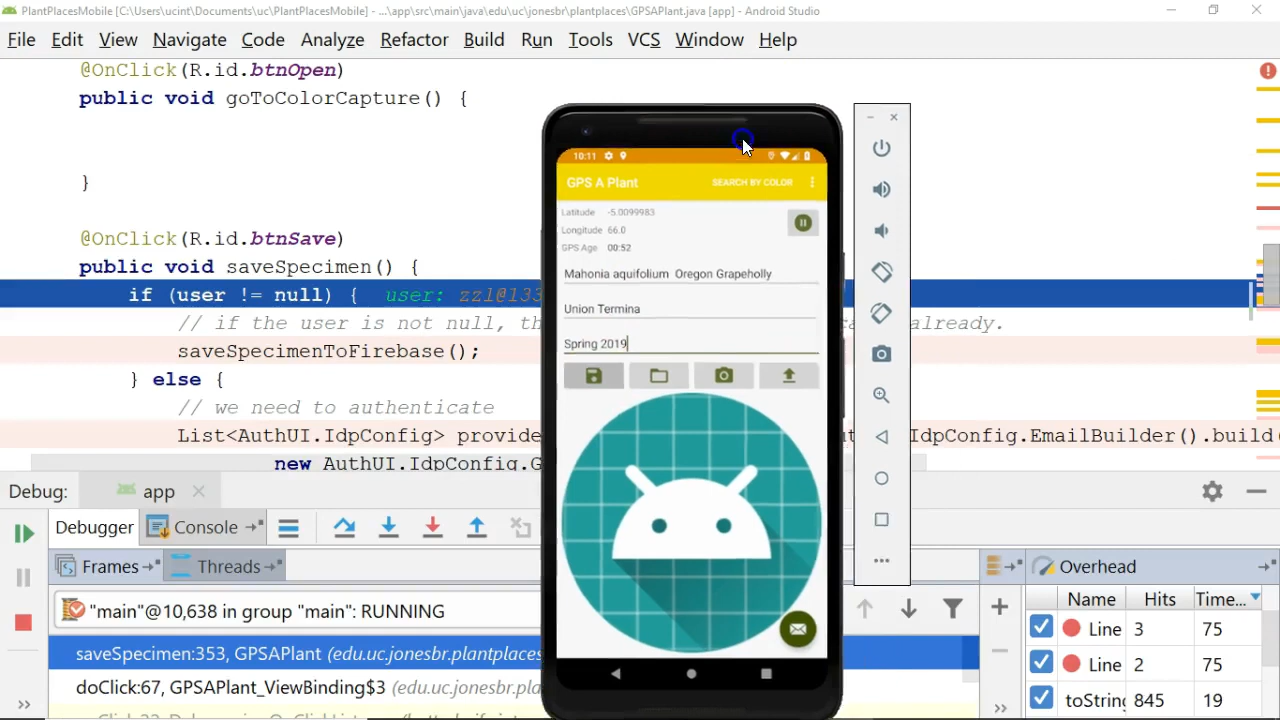 PlantPlacesMobile [C:\Users\ucint\Documents\uc\PlantPlacesMobile] - ...\app\src\main\java\edu\uc\jonesbr\plantplaces\GPSAPlant.java [app] - Android Studio
File Edit View Navigate Code Analyze Refactor Build Run Tools VCS Window Help
@OnClick(R.id.btnOpen)
public void goToColorCapture() {
}
@OnClick(R.id.btnSave)
public void saveSpecimen() {
if (user != null) { user: zzl@133
// if the user is not null, th
already.
saveSpecimenToFirebase();
} else {
// we need to authenticate
List<AuthUI.IdpConfig> provide
IdpConfig.EmailBuilder().build(
new AuthUI.IdpConfig.G
10:11
GPS A Plant SEARCH BY COLOR
Latitude -5.0099983
Longitude 66.0
GPS Age 00:52
Mahonia aquifolium Oregon Grapeholly
Union Termina
Spring 2019
Debug: app
Debugger Console
Frames Threads
"main"@10,638 in group "main": RUNNING
saveSpecimen:353, GPSAPlant (edu.uc.jonesbr.plantplaces
doClick:67, GPSAPlant_ViewBinding$3 (edu.uc.jonesbr.pl
Overhead
Name Hits Time...
Line 3 75
Line 2 75
toString 845 19